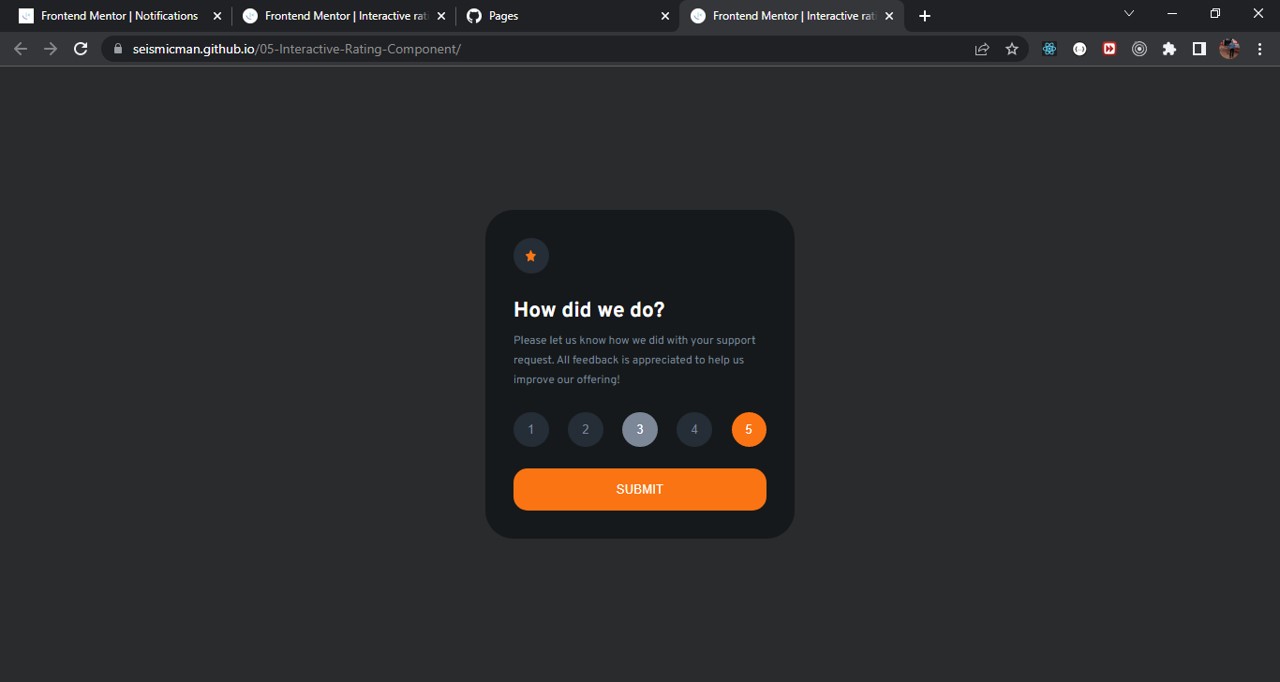 Frontend Mentor | Notifications
Frontend Mentor | Interactive rat
Pages
Frontend Mentor | Interactive rat
seismicman.github.io/05-Interactive-Rating-Component/
How did we do?
Please let us know how we did with your support
request. All feedback is appreciated to help us
improve our offering!
1 2 3 4 5
SUBMIT